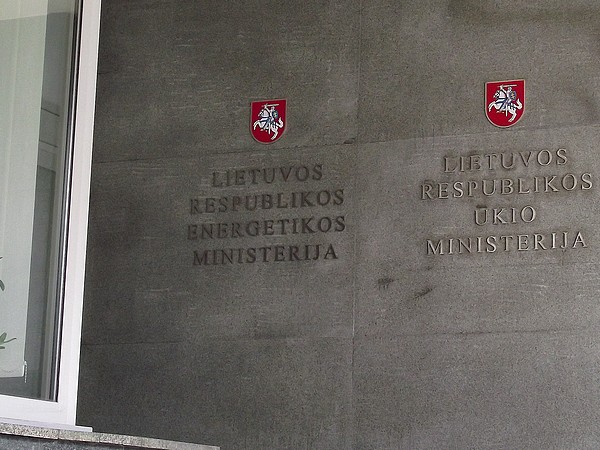 LIETUVOS
RESPUBLIKOS
ENERGETIKOS
MINISTERIJA
LIETUVOS
RESPUBLIKOS
ŪKIO
MINISTERIJA